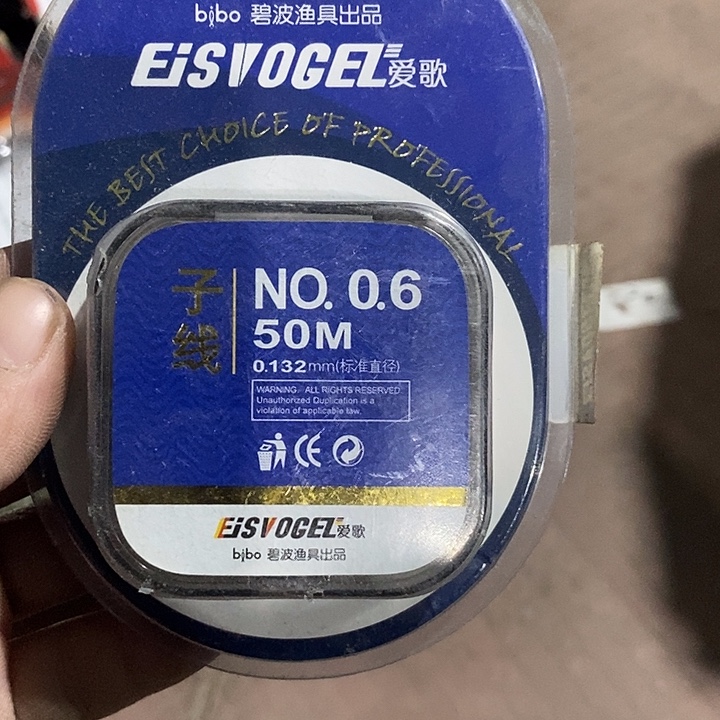 bibo 碧波渔具出品
EisVOGEL爱歌
THE BEST CHOICE OF PROFESSIONAL
子线
NO. 0.6
50M
0.132mm(标准直径)
WARNING. ALL RIGHTS RESERVED.
Unauthorized Duplication is a
violation of applicable law.
CE
EisVOGEL爱歌
bibo 碧波渔具出品